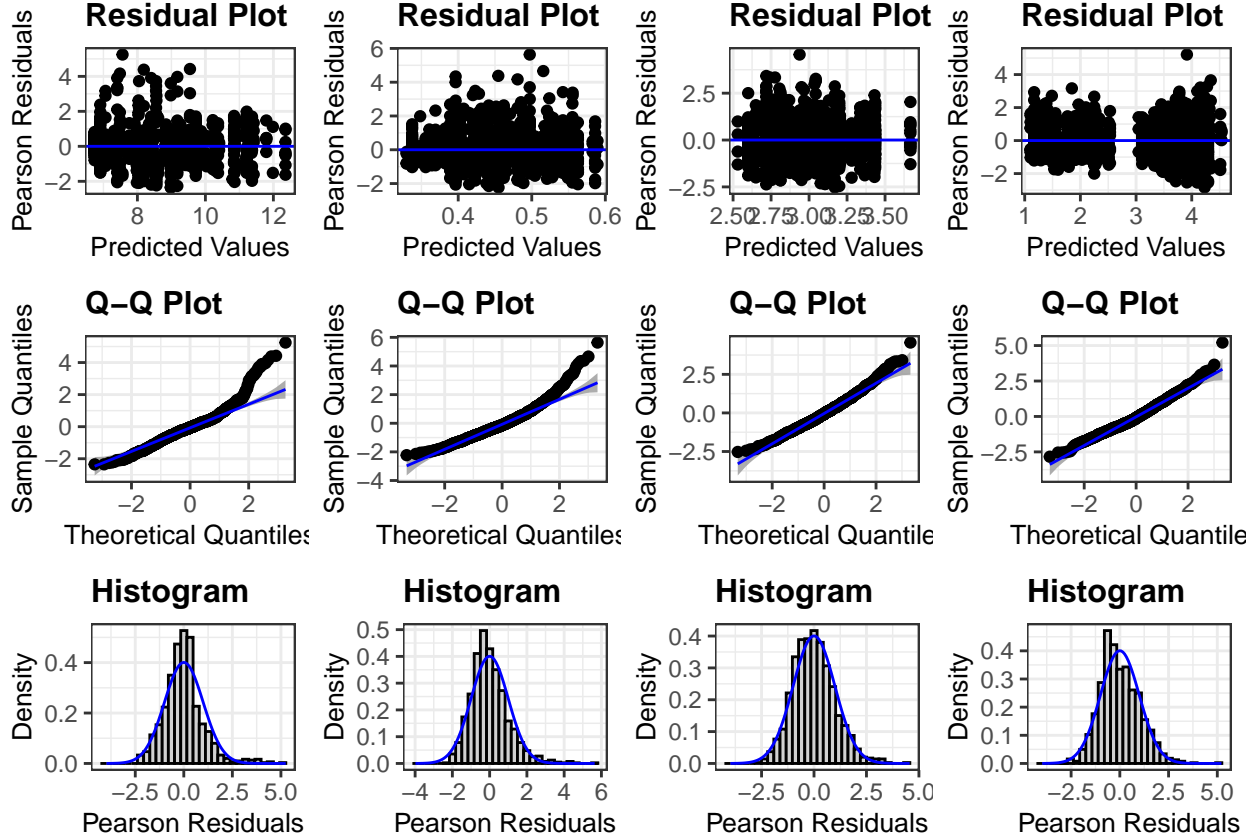 Residual Plot
Pearson Residuals
4
2
0
−2
8 10 12
Predicted Values
Residual Plot
Pearson Residuals
6
4
2
0
−2
0.4 0.5 0.6
Predicted Values
Residual Plot
Pearson Residuals
2.5
0.0
−2.5
2.50 2.75 3.00 3.25 3.50
Predicted Values
Residual Plot
Pearson Residuals
4
2
0
−2
1 2 3 4
Predicted Values
Q−Q Plot
Sample Quantiles
4
2
0
−2
−2 0 2
Theoretical Quantiles
Q−Q Plot
Sample Quantiles
6
4
2
0
−2
−4
−2 0 2
Theoretical Quantiles
Q−Q Plot
Sample Quantiles
2.5
0.0
−2.5
−2 0 2
Theoretical Quantile
Q−Q Plot
Sample Quantiles
5.0
2.5
0.0
−2.5
−2 0 2
Theoretical Quantile
Histogram
Density
0.4
0.2
0.0
−2.5 0.0 2.5 5.0
Pearson Residuals
Histogram
Density
0.5
0.4
0.3
0.2
0.1
0.0
−4 −2 0 2 4 6
Pearson Residuals
Histogram
Density
0.4
0.3
0.2
0.1
0.0
−2.5 0.0 2.5 5.0
Pearson Residuals
Histogram
Density
0.4
0.3
0.2
0.1
0.0
−2.5 0.0 2.5 5.0
Pearson Residuals